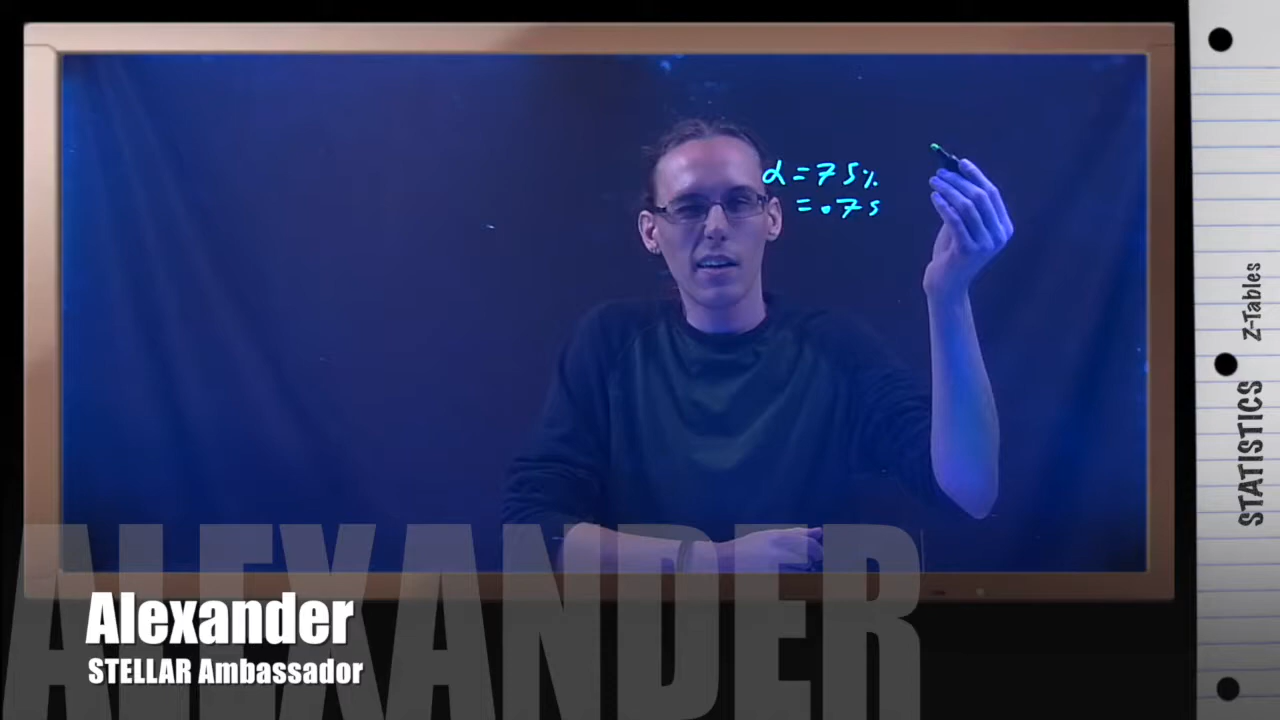 α = 75%
= .75
ALEXANDER
Alexander
STELLAR Ambassador
STATISTICS Z-Tables